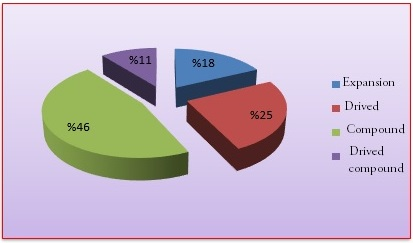 %11
%18
%25
%46
Expansion
Drived
Compound
Drived
compound